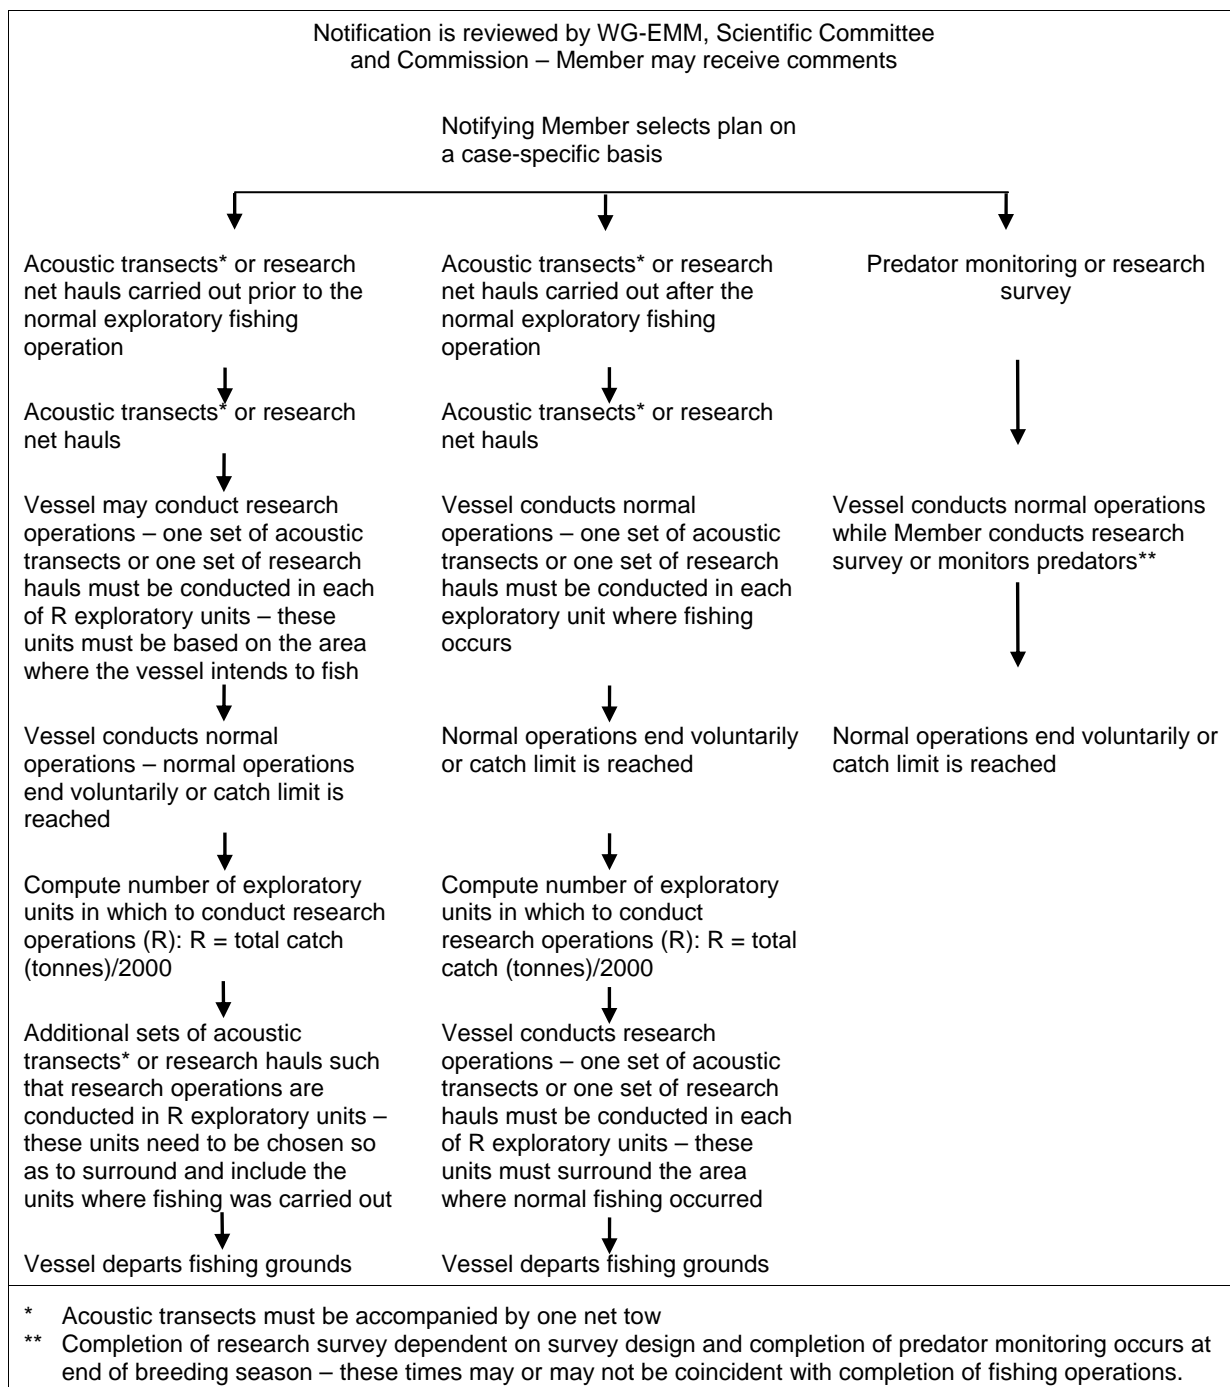 Notification is reviewed by WG-EMM, Scientific Committee
and Commission – Member may receive comments
Notifying Member selects plan on
a case-specific basis
Acoustic transects* or research
net hauls carried out prior to the
normal exploratory fishing
operation
Acoustic transects* or research
net hauls
Vessel may conduct research
operations – one set of acoustic
transects or one set of research
hauls must be conducted in each
of R exploratory units – these
units must be based on the area
where the vessel intends to fish
Vessel conducts normal
operations – normal operations
end voluntarily or catch limit is
reached
Compute number of exploratory
units in which to conduct research
operations (R): R = total catch
(tonnes)/2000
Additional sets of acoustic
transects* or research hauls such
that research operations are
conducted in R exploratory units –
these units need to be chosen so
as to surround and include the
units where fishing was carried out
Vessel departs fishing grounds
Acoustic transects* or research
net hauls carried out after the
normal exploratory fishing
operation
Acoustic transects* or research
net hauls
Vessel conducts normal
operations – one set of acoustic
transects or one set of research
hauls must be conducted in each
exploratory unit where fishing
occurs
Normal operations end voluntarily
or catch limit is reached
Compute number of exploratory
units in which to conduct
research operations (R): R = total
catch (tonnes)/2000
Vessel conducts research
operations – one set of acoustic
transects or one set of research
hauls must be conducted in each
of R exploratory units – these
units must surround the area
where normal fishing occurred
Vessel departs fishing grounds
Predator monitoring or research
survey
Vessel conducts normal operations
while Member conducts research
survey or monitors predators**
Normal operations end voluntarily or
catch limit is reached
* Acoustic transects must be accompanied by one net tow
** Completion of research survey dependent on survey design and completion of predator monitoring occurs at
end of breeding season – these times may or may not be coincident with completion of fishing operations.